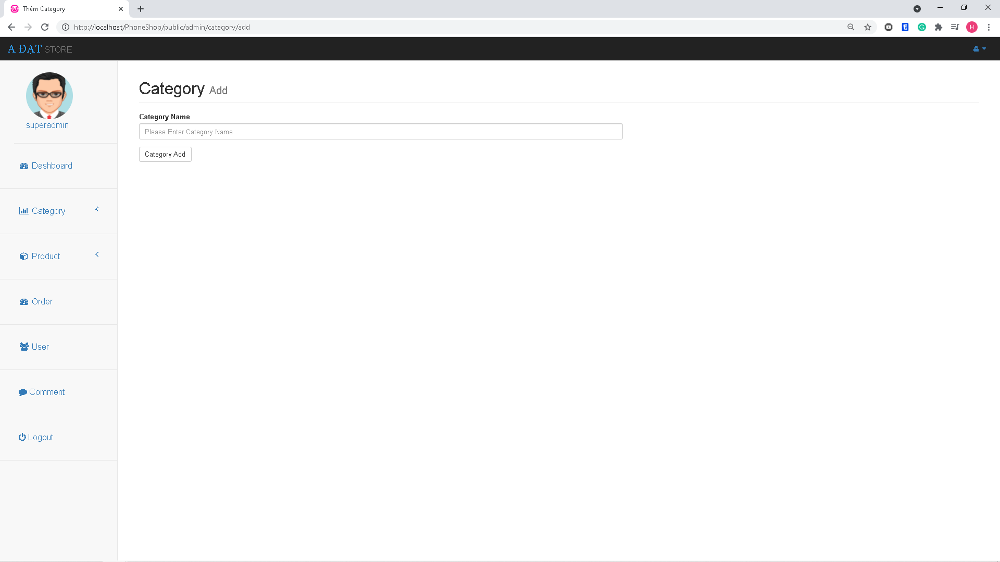 Thêm Category
http://localhost/PhoneShop/public/admin/category/add
H
A ĐẠT STORE
superadmin
Dashboard
Category
Product
Order
User
Comment
Logout
Category Add
Category Name
Please Enter Category Name
Category Add